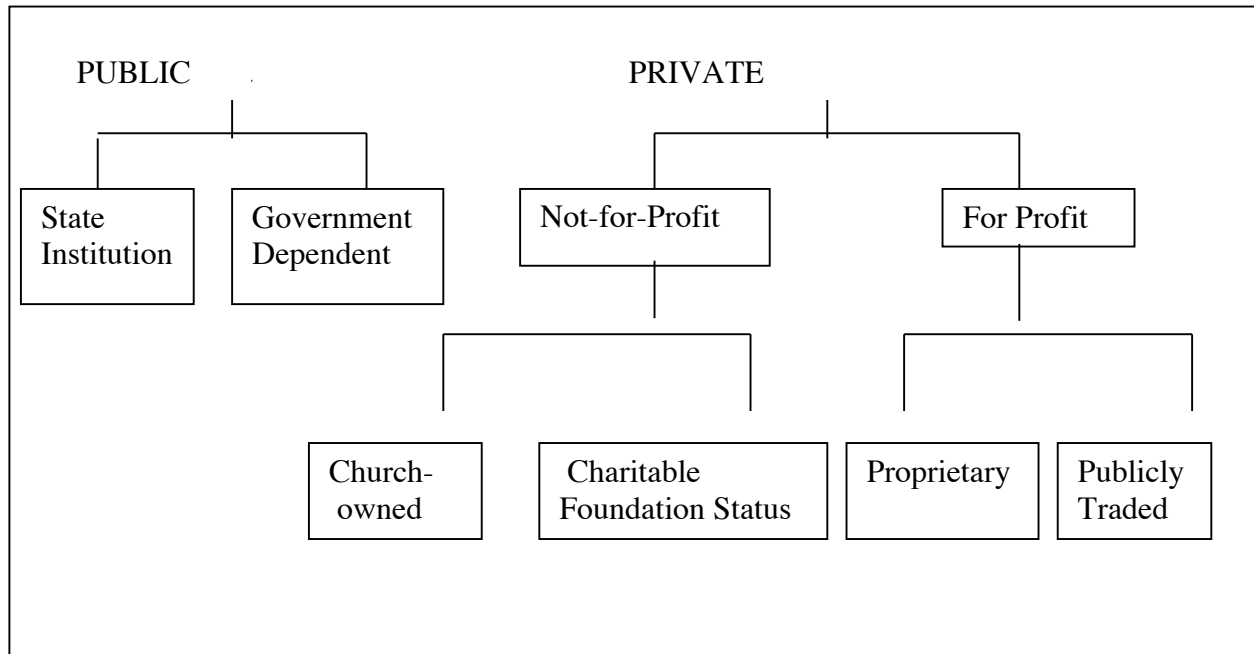 PUBLIC
PRIVATE
State
Institution
Government
Dependent
Not-for-Profit
For Profit
Church-
owned
Charitable
Foundation Status
Proprietary
Publicly
Traded